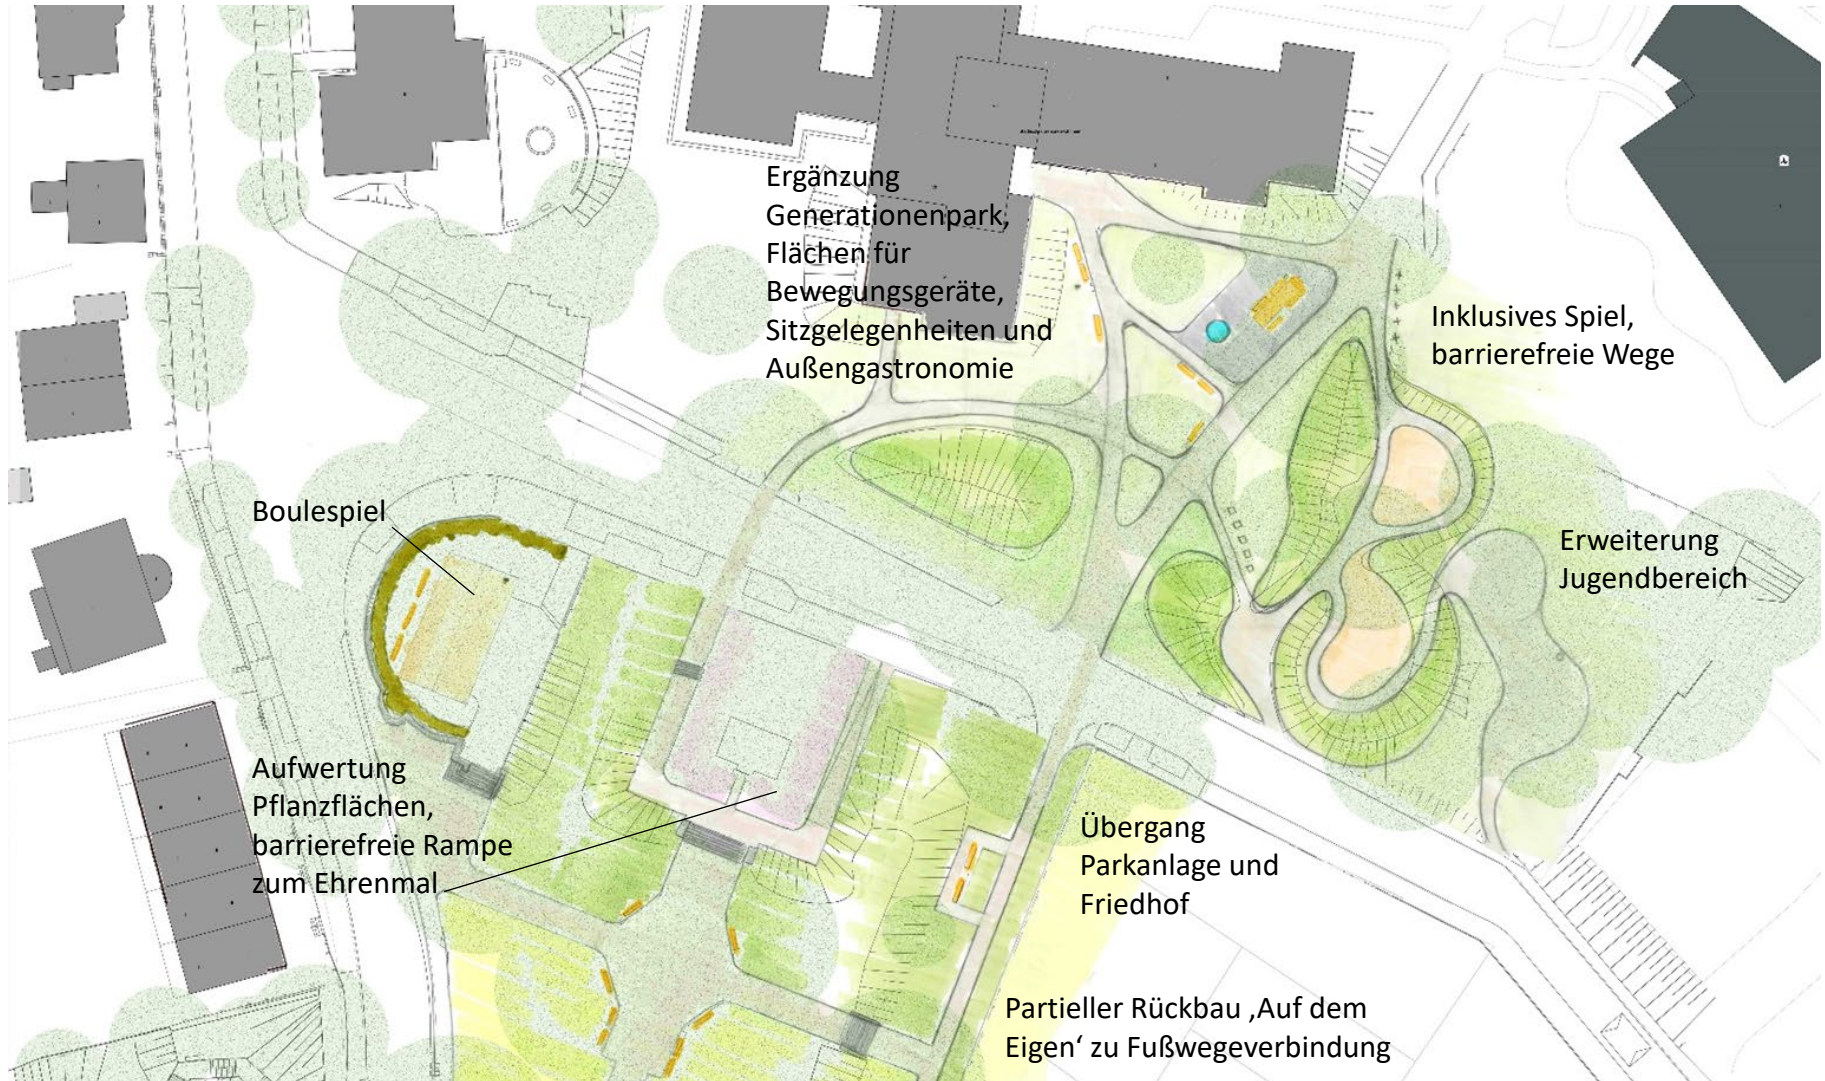 Ergänzung
Generationenpark,
Flächen für
Bewegungsgeräte,
Sitzgelegenheiten und
Außengastronomie
Inklusives Spiel,
barrierefreie Wege
Boulespiel
Erweiterung
Jugendbereich
Aufwertung
Pflanzflächen,
barrierefreie Rampe
zum Ehrenmal
Übergang
Parkanlage und
Friedhof
Partieller Rückbau ‚Auf dem
Eigen‘ zu Fußwegeverbindung